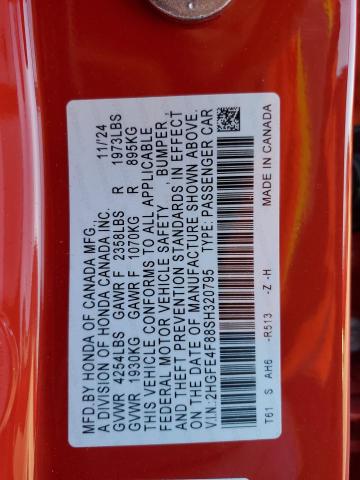 MFD.BY HONDA OF CANADA MFG.,
A DIVISION OF HONDA CANADA INC. 11/24
GVWR 4254LBS GAWR F 2358LBS R 1973LBS
GVWR 1930KG GAWR F 1070KG R 895KG
THIS VEHICLE CONFORMS TO ALL APPLICABLE
FEDERAL MOTOR VEHICLE SAFETY BUMPER,
AND THEFT PREVENTION STANDARDS IN EFFECT
ON THE DATE OF MANUFACTURE SHOWN ABOVE.
V.I.N.:2HGFE4F88SH320795 TYPE: PASSENGER CAR
T61 S AH6 -R513 -Z -H MADE IN CANADA